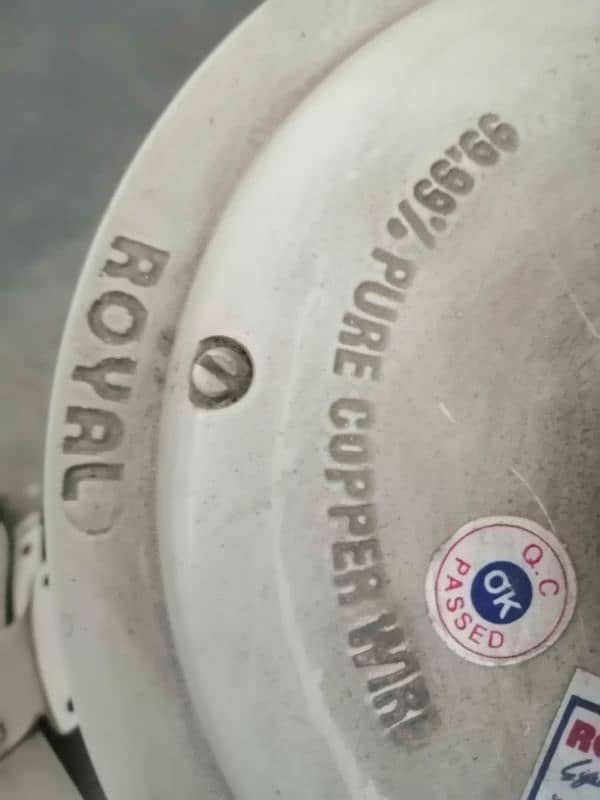 ROYAL
99.99% PURE COPPER WIRE
Q.C
OK
PASSED